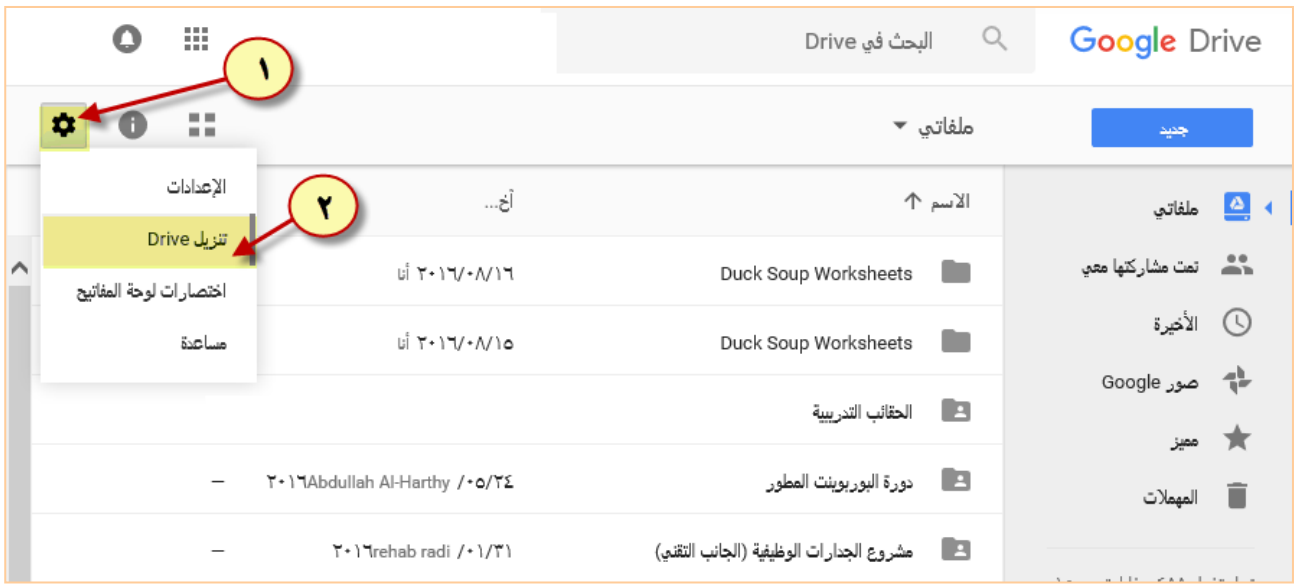 Google Drive
البحث في Drive
١
جديد
ملفاتي
ملفاتي
تمت مشاركتها معي
الأخيرة
صور Google
مميز
المهملات
الاسم
آخ...
Duck Soup Worksheets
٢٠١٦/٠٨/١٦ أنا
Duck Soup Worksheets
٢٠١٦/٠٨/١٥ أنا
الحقائب التدريبية
دورة البوربوينت المطور
٢٠١٦Abdullah Al-Harthy /٠٥/٢٤
—
مشروع الجدارات الوظيفية (الجانب التقني)
٢٠١٦rehab radi /٠١/٣١
—
الإعدادات
تنزيل Drive
٢
اختصارات لوحة المفاتيح
مساعدة